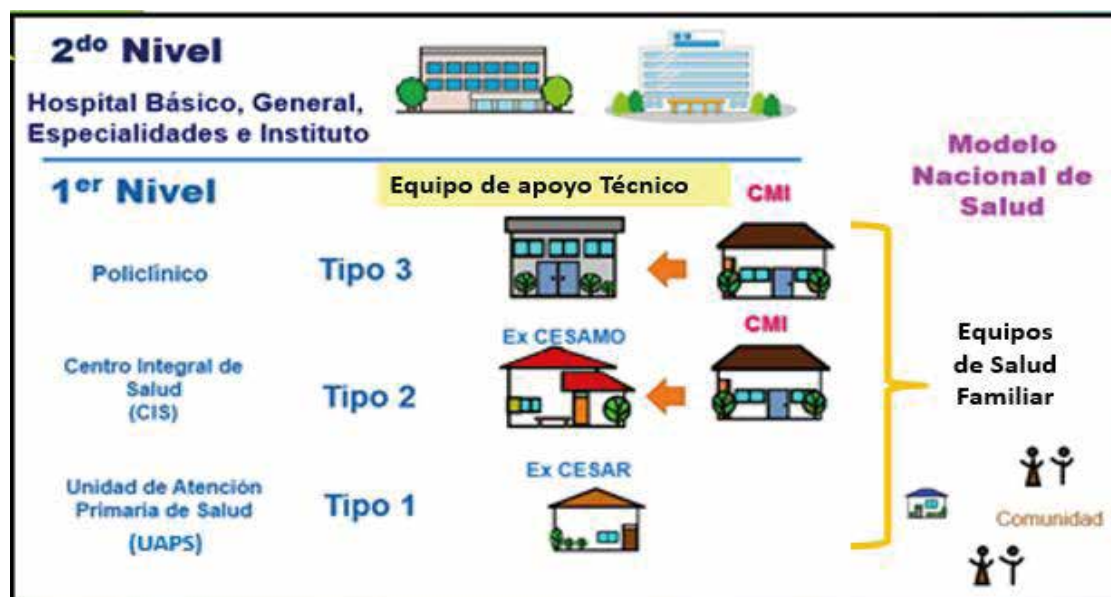 2do Nivel
Hospital Básico, General,
Especialidades e Instituto
Modelo
Nacional de
Salud
1er Nivel
Equipo de apoyo Técnico
CMI
Policlínico
Tipo 3
Ex CESAMO
CMI
Centro Integral de
Salud
(CIS)
Tipo 2
Equipos
de Salud
Familiar
Ex CESAR
Unidad de Atención
Primaria de Salud
(UAPS)
Tipo 1
Comunidad